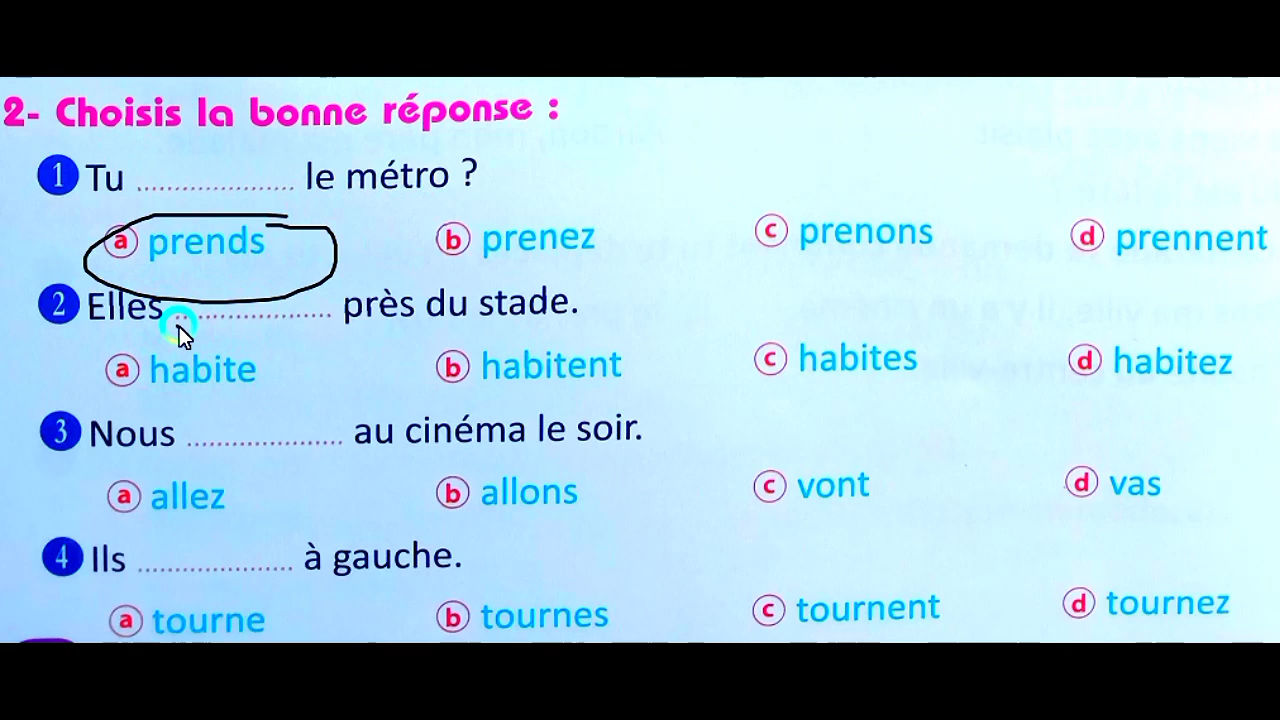 2- Choisis la bonne réponse :
1 Tu .................... le métro ?
a prends b prenez c prenons d prennent
2 Elles .................... près du stade.
a habite b habitent c habites d habitez
3 Nous .................... au cinéma le soir.
a allez b allons c vont d vas
4 Ils .................... à gauche.
a tourne b tournes c tournent d tournez